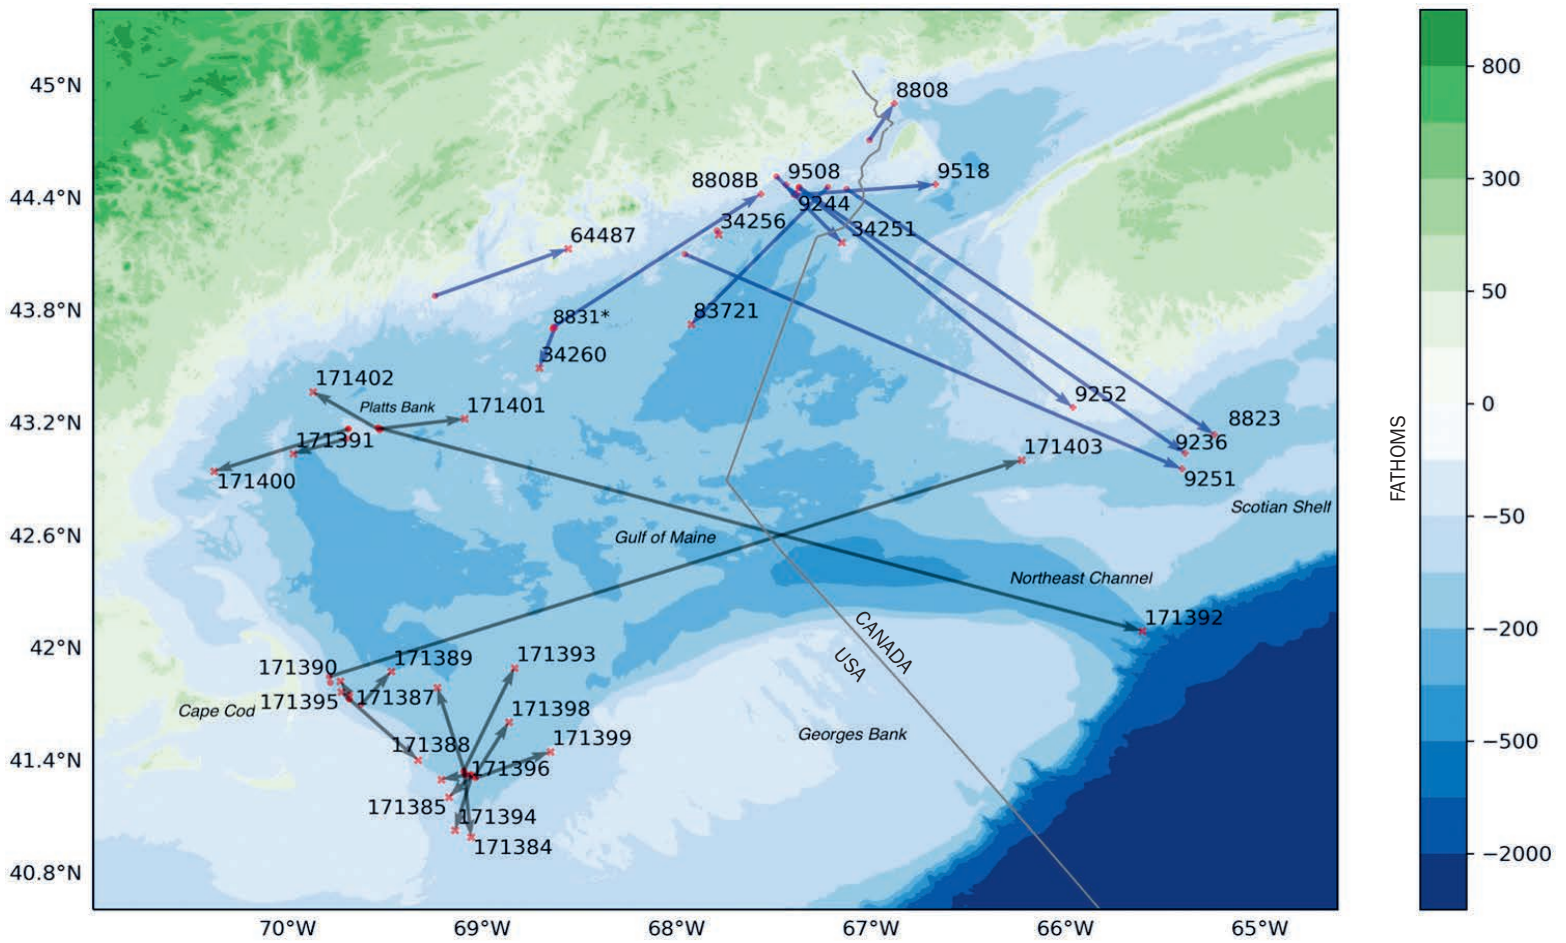 45°N
44.4°N
43.8°N
43.2°N
42.6°N
42°N
41.4°N
40.8°N
70°W
69°W
68°W
67°W
66°W
65°W
8808
9508
9518
8808B
9244
34256
34251
64487
8831*
83721
34260
171402
Platts Bank
171401
9252
8823
171391
171403
9236
171400
9251
Scotian Shelf
Gulf of Maine
Northeast Channel
171392
CANADA
USA
171390
171389
171393
171395
171387
Cape Cod
171398
171388
171399
Georges Bank
171396
171385
171394
171384
FATHOMS
800
300
50
0
−50
−200
−500
−2000